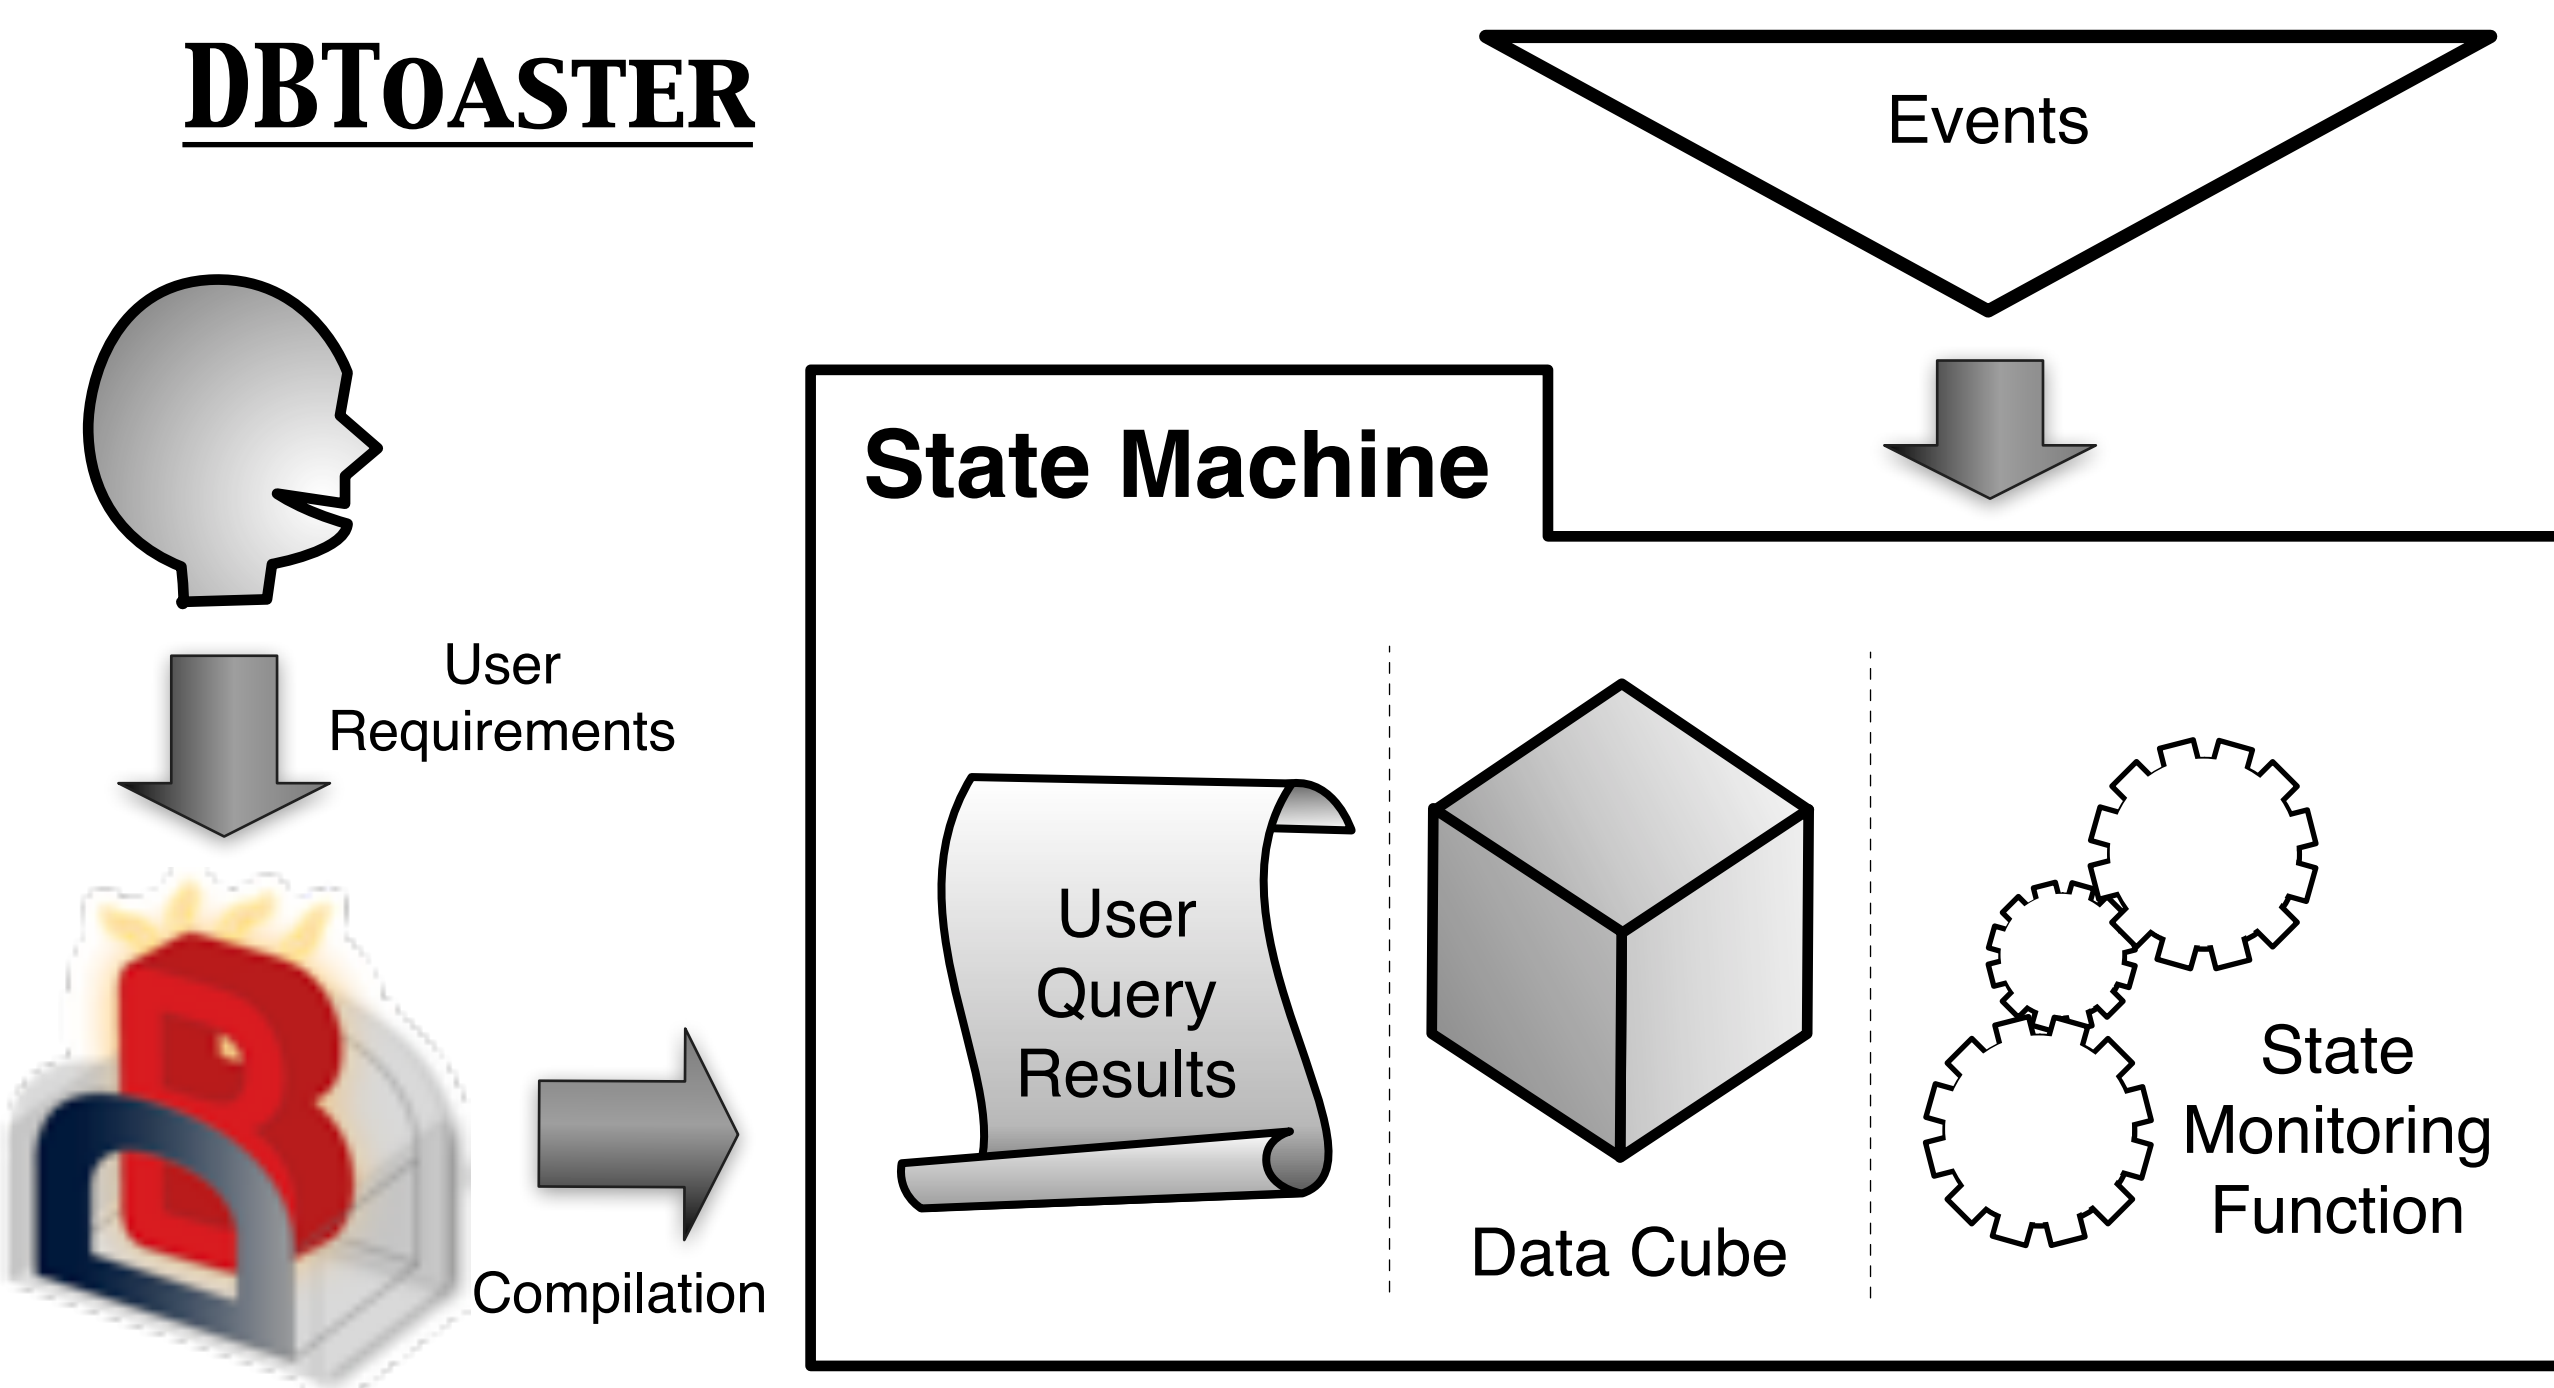 DBTOASTER
Events
State Machine
User
Requirements
User
Query
Results
State
Monitoring
Function
Data Cube
Compilation